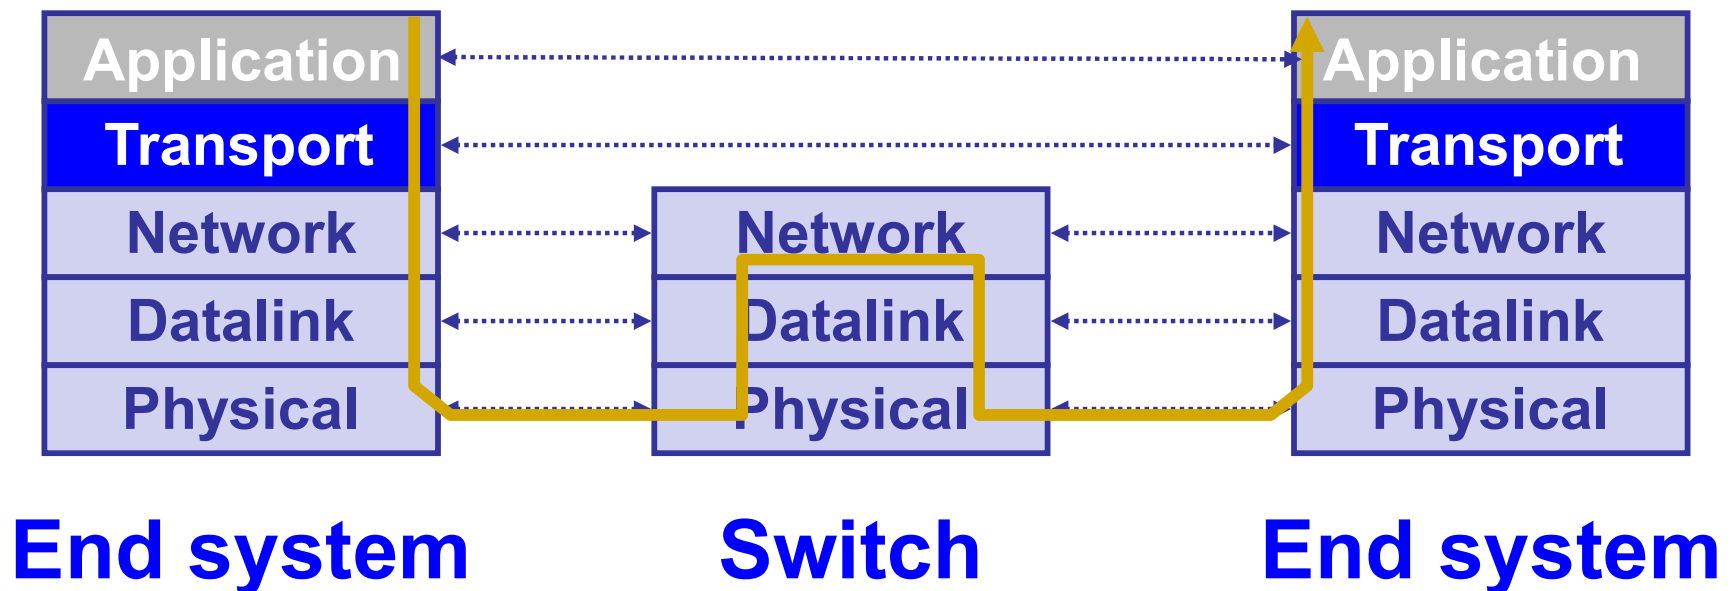 Application
Transport
Network
Datalink
Physical
End system
Network
Datalink
Physical
Switch
Application
Transport
Network
Datalink
Physical
End system